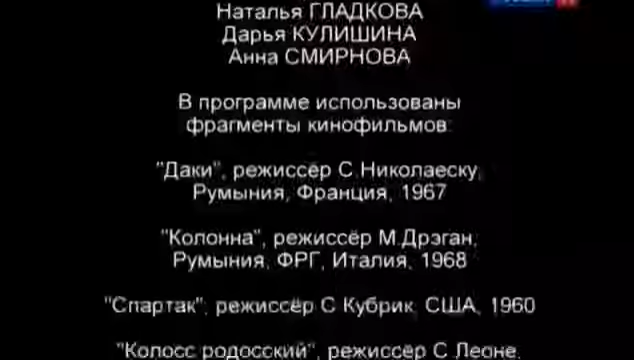 Наталья ГЛАДКОВА
Дарья КУЛИШИНА
Анна СМИРНОВА
В программе использованы
фрагменты кинофильмов:
"Даки", режиссёр С.Николаеску,
Румыния, Франция, 1967
"Колонна", режиссёр М.Дрэган,
Румыния, ФРГ, Италия, 1968
"Спартак", режиссёр С.Кубрик, США, 1960
"Колосс родосский", режиссёр С.Леоне,